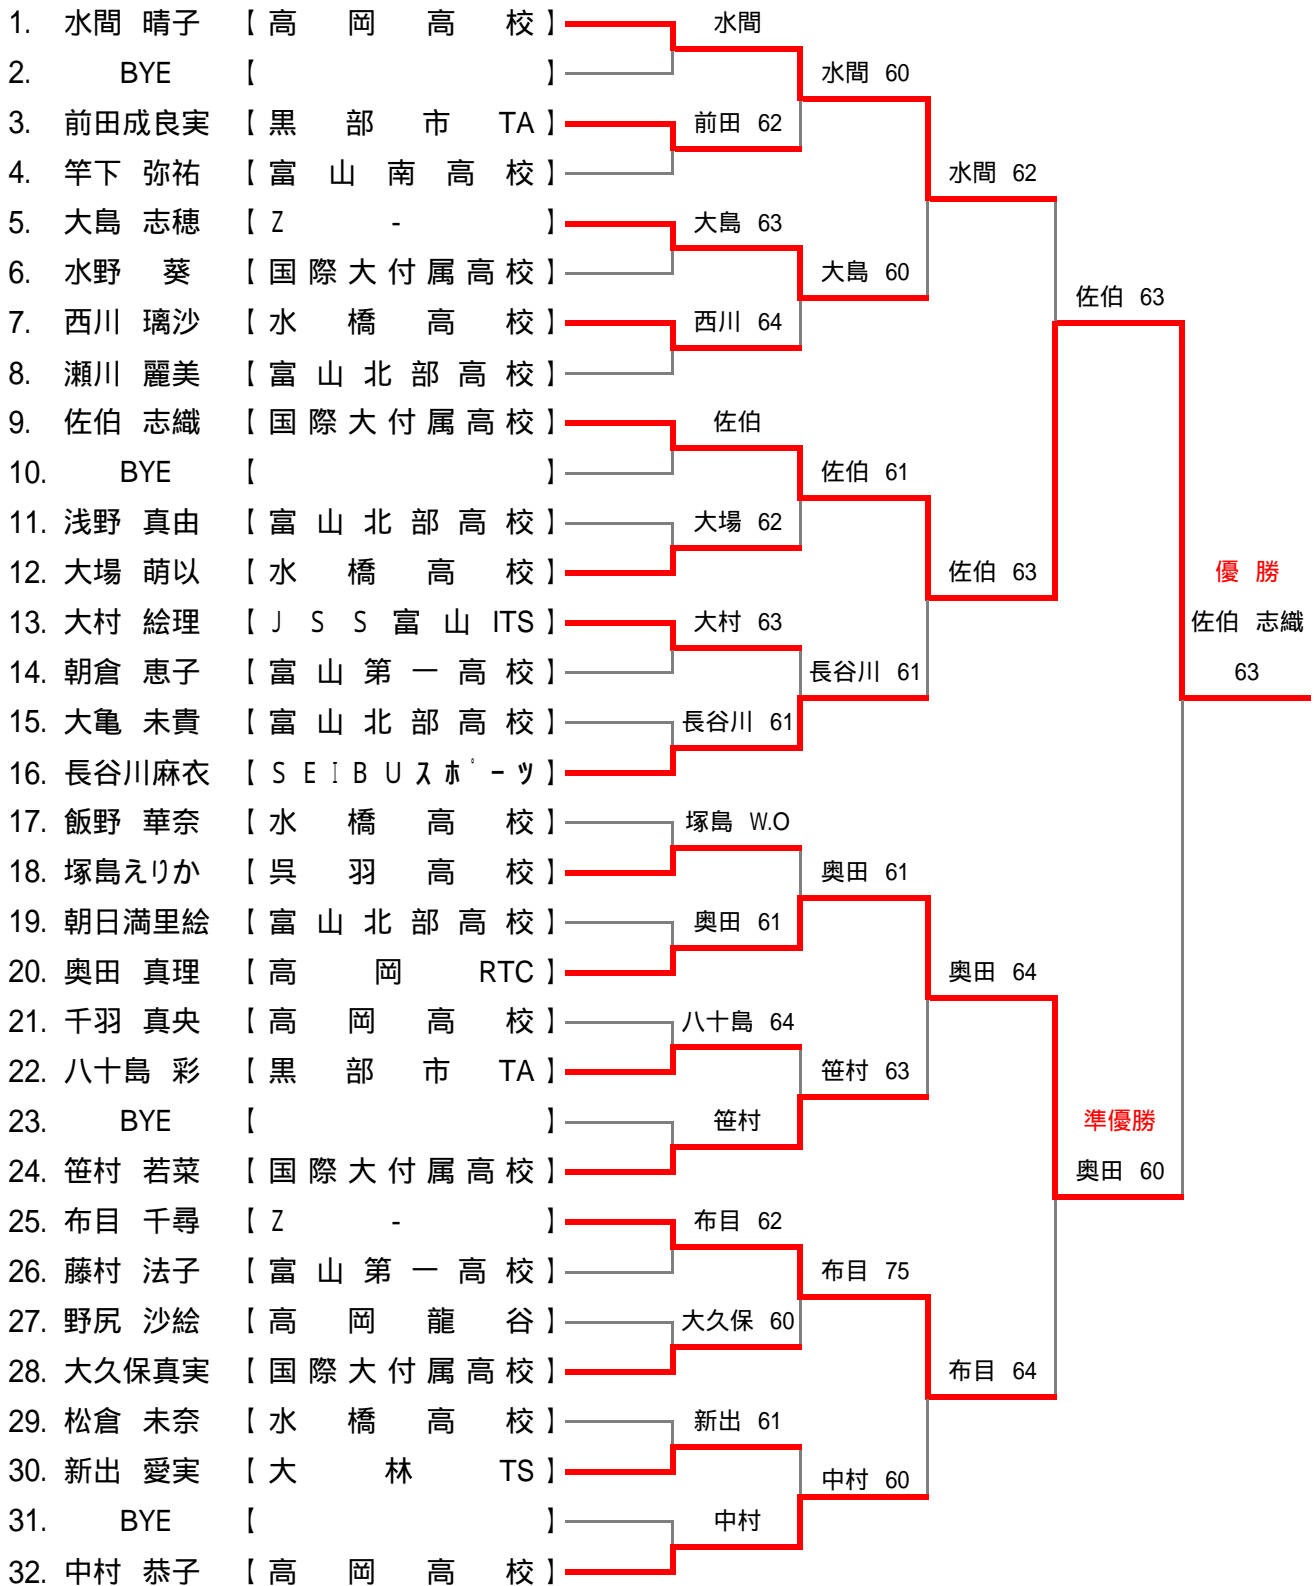 1. 水間 晴子 【高岡高校】 水間
2. BYE 【 】 水間 60
3. 前田成良実 【黒部市TA】 前田 62
4. 竿下 弥祐 【富山南高校】 水間 62
5. 大島 志穂 【Z -】 大島 63
6. 水野 葵 【国際大付属高校】 大島 60
佐伯 63
7. 西川 璃沙 【水橋高校】 西川 64
8. 瀬川 麗美 【富山北部高校】
9. 佐伯 志織 【国際大付属高校】 佐伯
10. BYE 【 】 佐伯 61
11. 浅野 真由 【富山北部高校】 大場 62
12. 大場 萌以 【水橋高校】 佐伯 63 優 勝
13. 大村 絵理 【JSS富山ITS】 大村 63 佐伯 志織
14. 朝倉 恵子 【富山第一高校】 長谷川 61 63
15. 大亀 未貴 【富山北部高校】 長谷川 61
16. 長谷川麻衣 【SEIBUスポーツ】
17. 飯野 華奈 【水橋高校】 塚島 W.O
18. 塚島えりか 【呉羽高校】 奥田 61
19. 朝日満里絵 【富山北部高校】 奥田 61
20. 奥田 真理 【高岡RTC】 奥田 64
21. 千羽 真央 【高岡高校】 八十島 64
22. 八十島 彩 【黒部市TA】 笹村 63
23. BYE 【 】 笹村 準優勝
24. 笹村 若菜 【国際大付属高校】 奥田 60
25. 布目 千尋 【Z -】 布目 62
26. 藤村 法子 【富山第一高校】 布目 75
27. 野尻 沙絵 【高岡龍谷】 大久保 60
28. 大久保真実 【国際大付属高校】 布目 64
29. 松倉 未奈 【水橋高校】 新出 61
30. 新出 愛実 【大林TS】 中村 60
31. BYE 【 】 中村
32. 中村 恭子 【高岡高校】